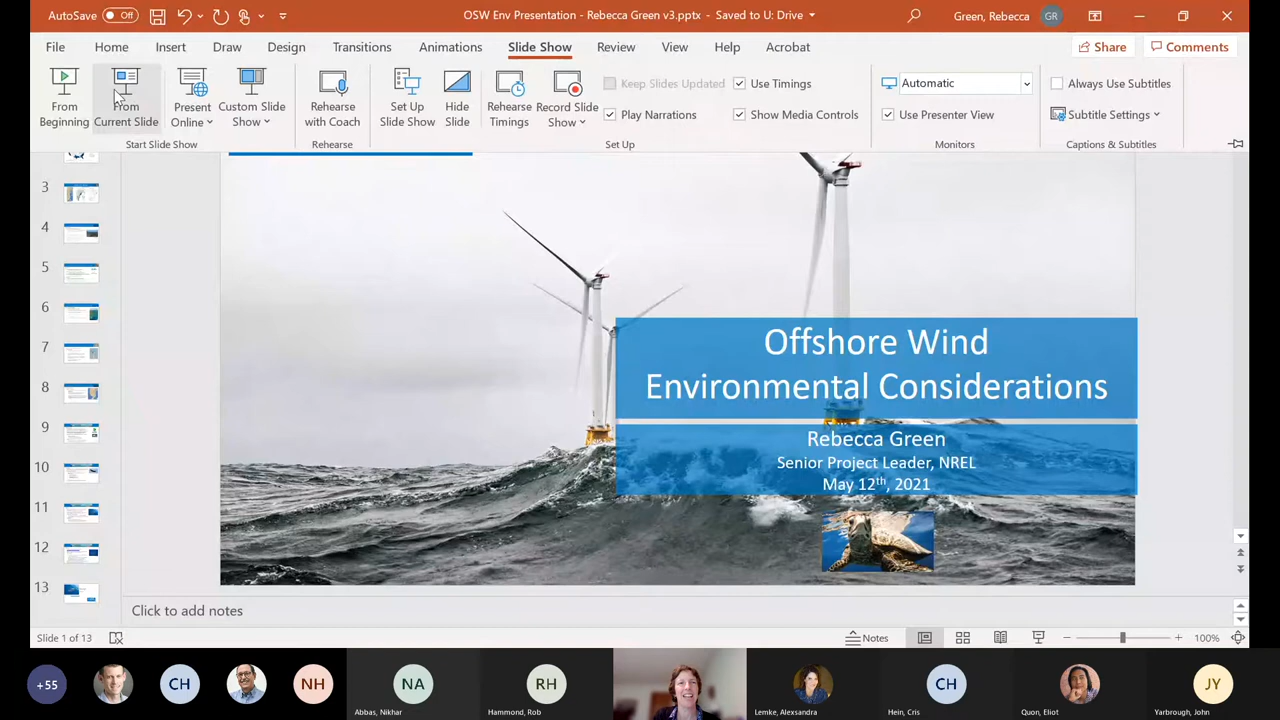 AutoSave Off
OSW Env Presentation - Rebecca Green v3.pptx - Saved to U: Drive
Green, Rebecca GR
File Home Insert Draw Design Transitions Animations Slide Show Review View Help Acrobat Share Comments
From Beginning
From Current Slide
Present Online
Custom Slide Show
Rehearse with Coach
Set Up Slide Show
Hide Slide
Rehearse Timings
Record Slide Show
Keep Slides Updated
Play Narrations
Use Timings
Show Media Controls
Automatic
Use Presenter View
Always Use Subtitles
Subtitle Settings
Start Slide Show
Rehearse
Set Up
Monitors
Captions & Subtitles
3
4
5
6
7
8
9
10
11
12
13
Offshore Wind
Environmental Considerations
Rebecca Green
Senior Project Leader, NREL
May 12th, 2021
Click to add notes
Slide 1 of 13
Notes
100%
+55
CH
NH
NA
Abbas, Nikhar
RH
Hammond, Rob
Lemke, Alexsandra
CH
Hein, Cris
Quon, Eliot
JY
Yarbrough, John